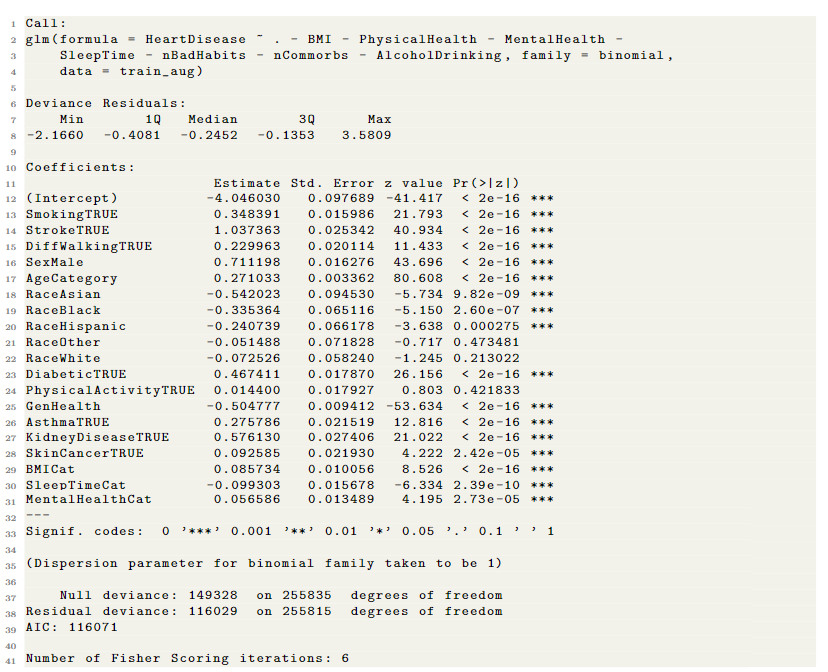 1 Call:
2 glm(formula = HeartDisease ~ . - BMI - PhysicalHealth - MentalHealth -
3 SleepTime - nBadHabits - nCommorbs - AlcoholDrinking, family = binomial,
4 data = train_aug)
5
6 Deviance Residuals:
7 Min 1Q Median 3Q Max
8 -2.1660 -0.4081 -0.2452 -0.1353 3.5809
9
10 Coefficients:
11 Estimate Std. Error z value Pr(>|z|)
12 (Intercept) -4.046030 0.097689 -41.417 < 2e-16 ***
13 SmokingTRUE 0.348391 0.015986 21.793 < 2e-16 ***
14 StrokeTRUE 1.037363 0.025342 40.934 < 2e-16 ***
15 DiffWalkingTRUE 0.229963 0.020114 11.433 < 2e-16 ***
16 SexMale 0.711198 0.016276 43.696 < 2e-16 ***
17 AgeCategory 0.271033 0.003362 80.608 < 2e-16 ***
18 RaceAsian -0.542023 0.094530 -5.734 9.82e-09 ***
19 RaceBlack -0.335364 0.065116 -5.150 2.60e-07 ***
20 RaceHispanic -0.240739 0.066178 -3.638 0.000275 ***
21 RaceOther -0.051488 0.071828 -0.717 0.473481
22 RaceWhite -0.072526 0.058240 -1.245 0.213022
23 DiabeticTRUE 0.467411 0.017870 26.156 < 2e-16 ***
24 PhysicalActivityTRUE 0.014400 0.017927 0.803 0.421833
25 GenHealth -0.504777 0.009412 -53.634 < 2e-16 ***
26 AsthmaTRUE 0.275786 0.021519 12.816 < 2e-16 ***
27 KidneyDiseaseTRUE 0.576130 0.027406 21.022 < 2e-16 ***
28 SkinCancerTRUE 0.092585 0.021930 4.222 2.42e-05 ***
29 BMICat 0.085734 0.010056 8.526 < 2e-16 ***
30 SleepTimeCat -0.099303 0.015678 -6.334 2.39e-10 ***
31 MentalHealthCat 0.056586 0.013489 4.195 2.73e-05 ***
32 ---
33 Signif. codes: 0 '***' 0.001 '**' 0.01 '*' 0.05 '.' 0.1 ' ' 1
34
35 (Dispersion parameter for binomial family taken to be 1)
36
37 Null deviance: 149328 on 255835 degrees of freedom
38 Residual deviance: 116029 on 255815 degrees of freedom
39 AIC: 116071
40
41 Number of Fisher Scoring iterations: 6